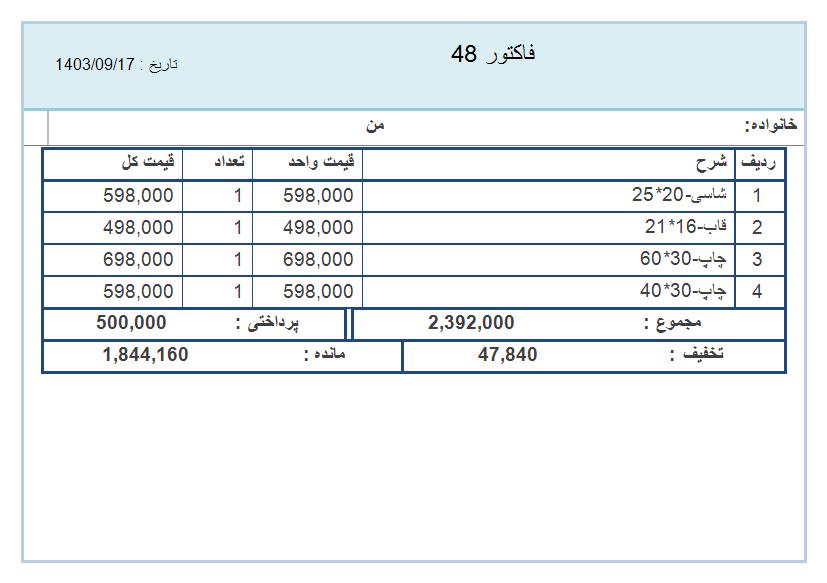 فاکتور 48
تاریخ : 1403/09/17
خانواده: من
ردیف شرح قیمت واحد تعداد قیمت کل
1 شاسی-20*25 598,000 1 598,000
2 قاب-16*21 498,000 1 498,000
3 چاپ-30*60 698,000 1 698,000
4 چاپ-30*40 598,000 1 598,000
مجموع : 2,392,000 پرداختی : 500,000
تخفیف : 47,840 مانده : 1,844,160